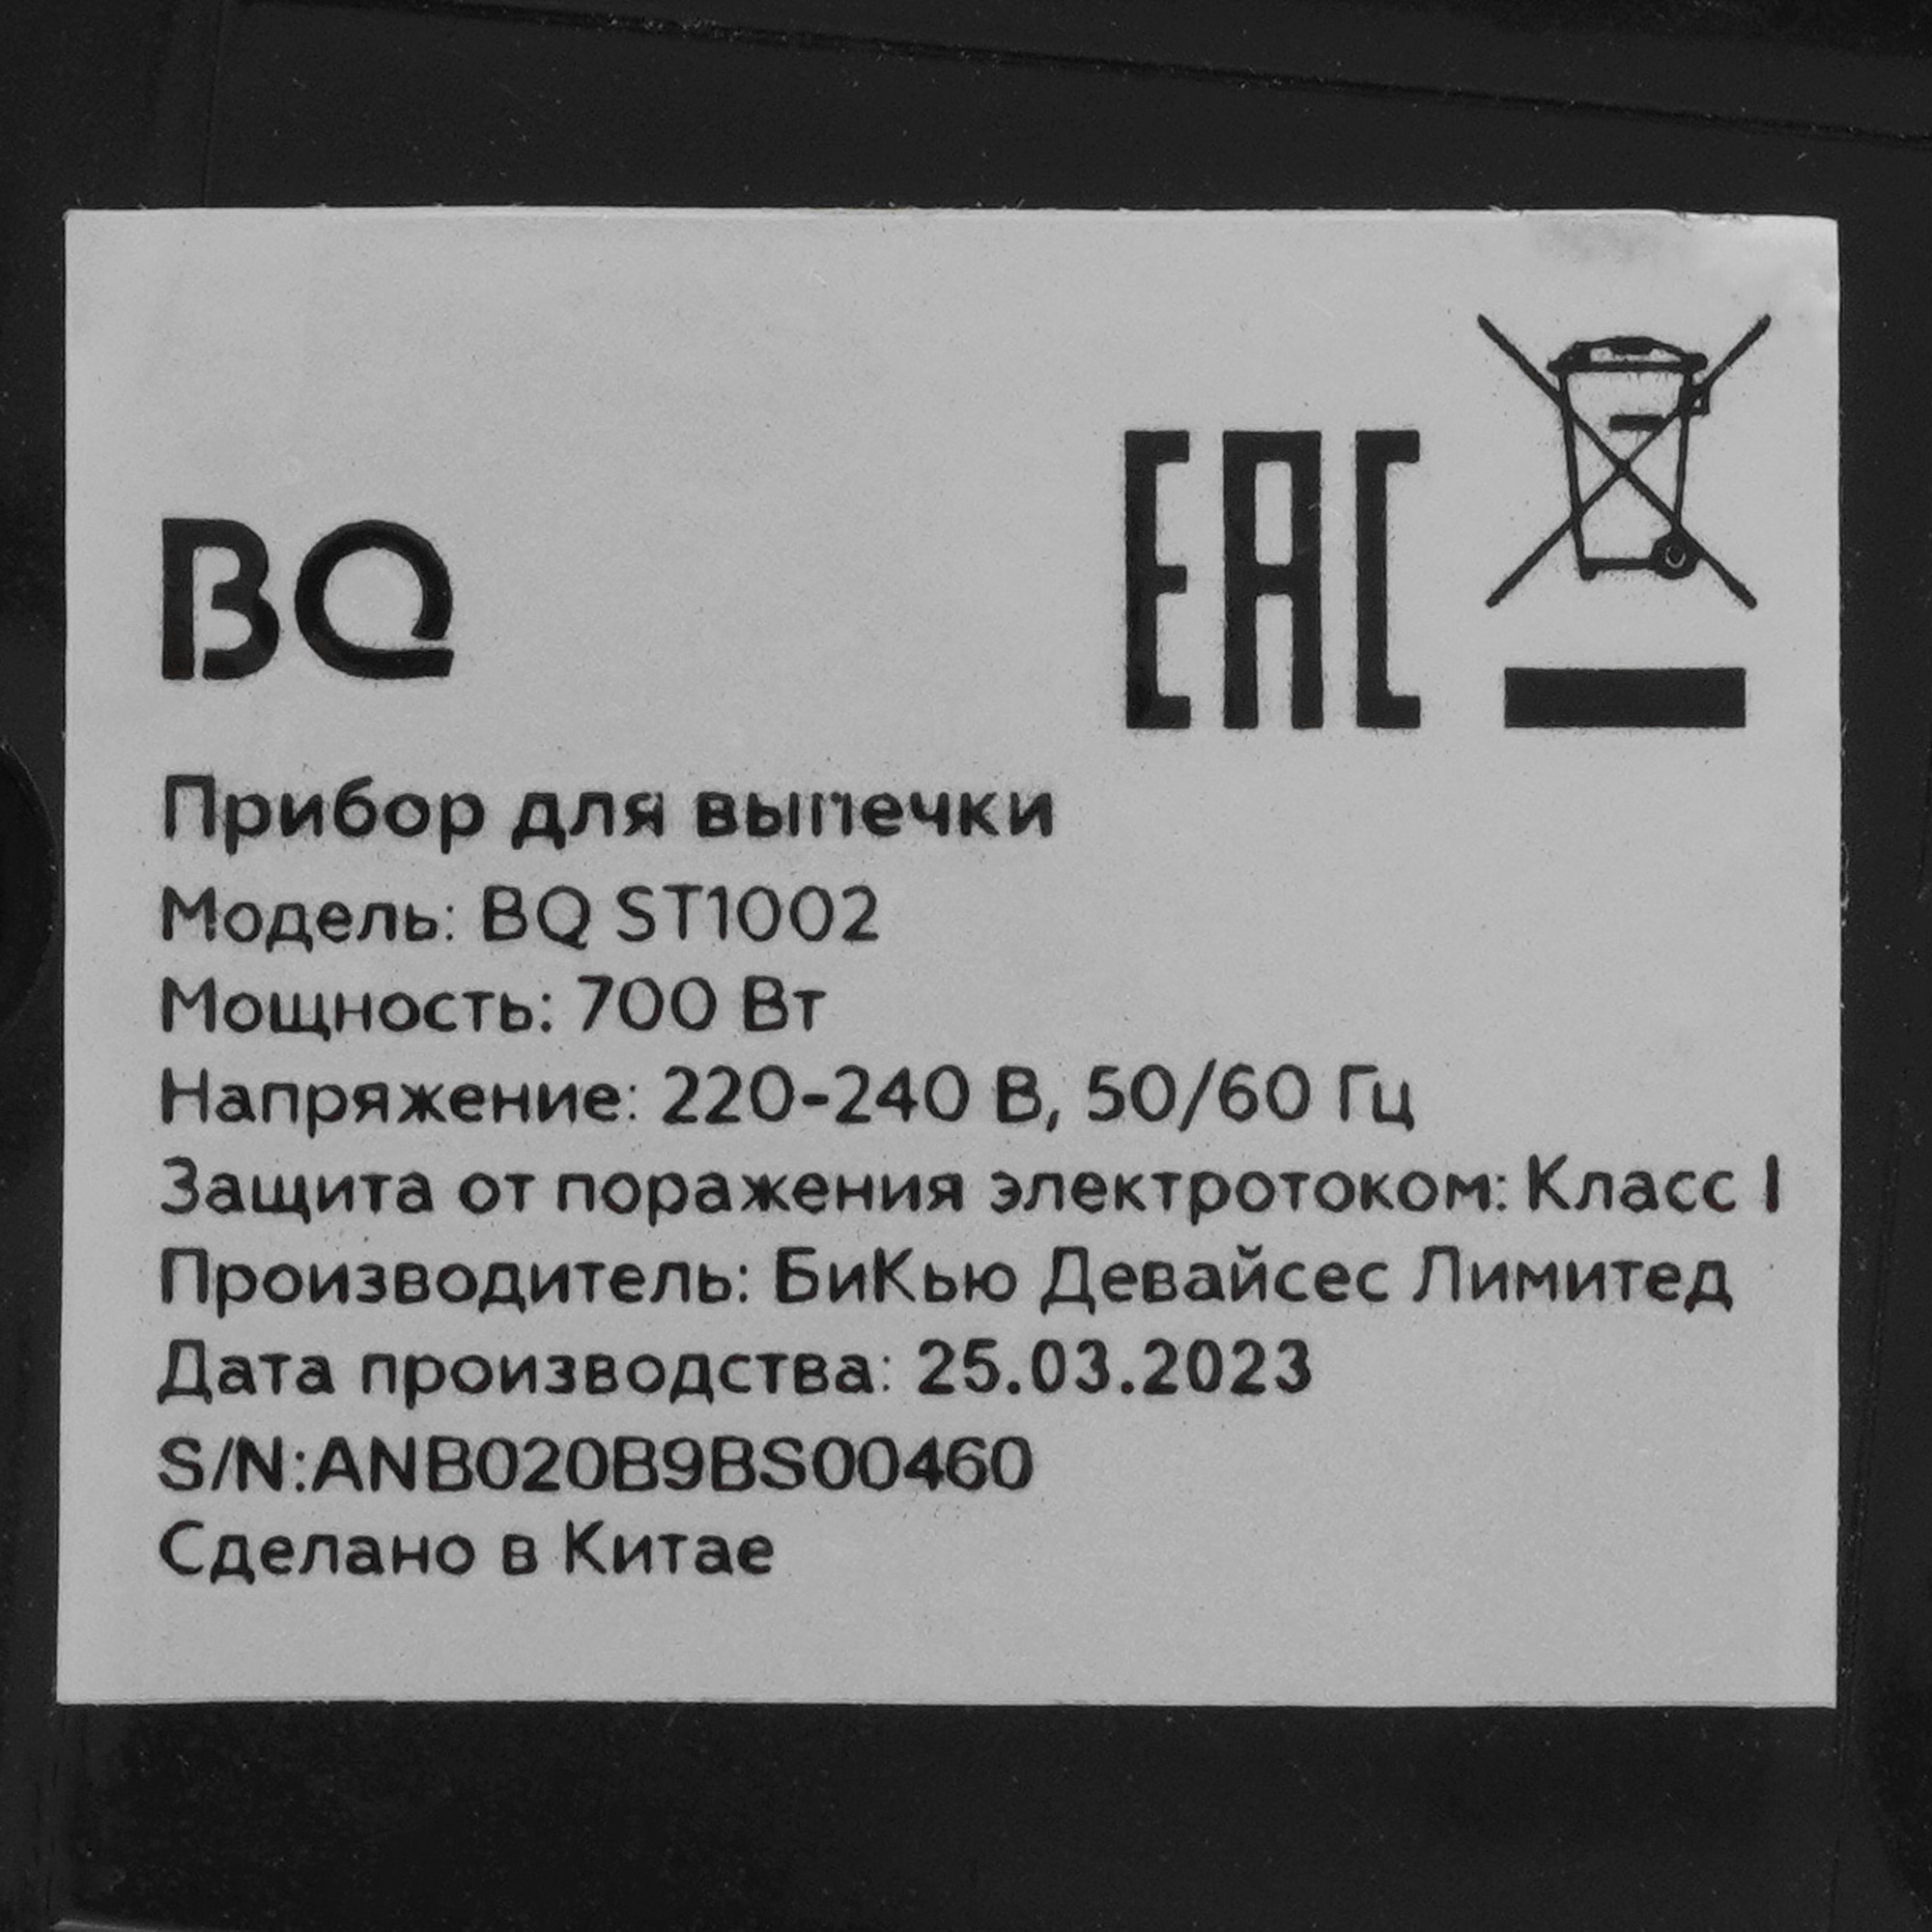 BQ
EAC
Прибор для выпечки
Модель: BQ ST1002
Мощность: 700 Вт
Напряжение: 220-240 В, 50/60 Гц
Защита от поражения электротоком: Класс I
Производитель: БиКью Девайсес Лимитед
Дата производства: 25.03.2023
S/N:ANB020B9BS00460
Сделано в Китае